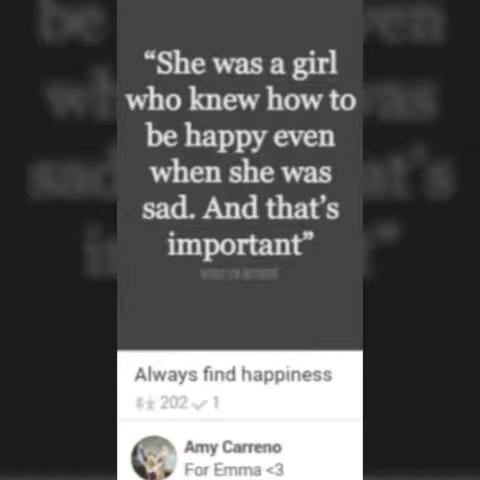 “She was a girl
who knew how to
be happy even
when she was
sad. And that’s
important”
Always find happiness
202 1
Amy Carreno
For Emma <3